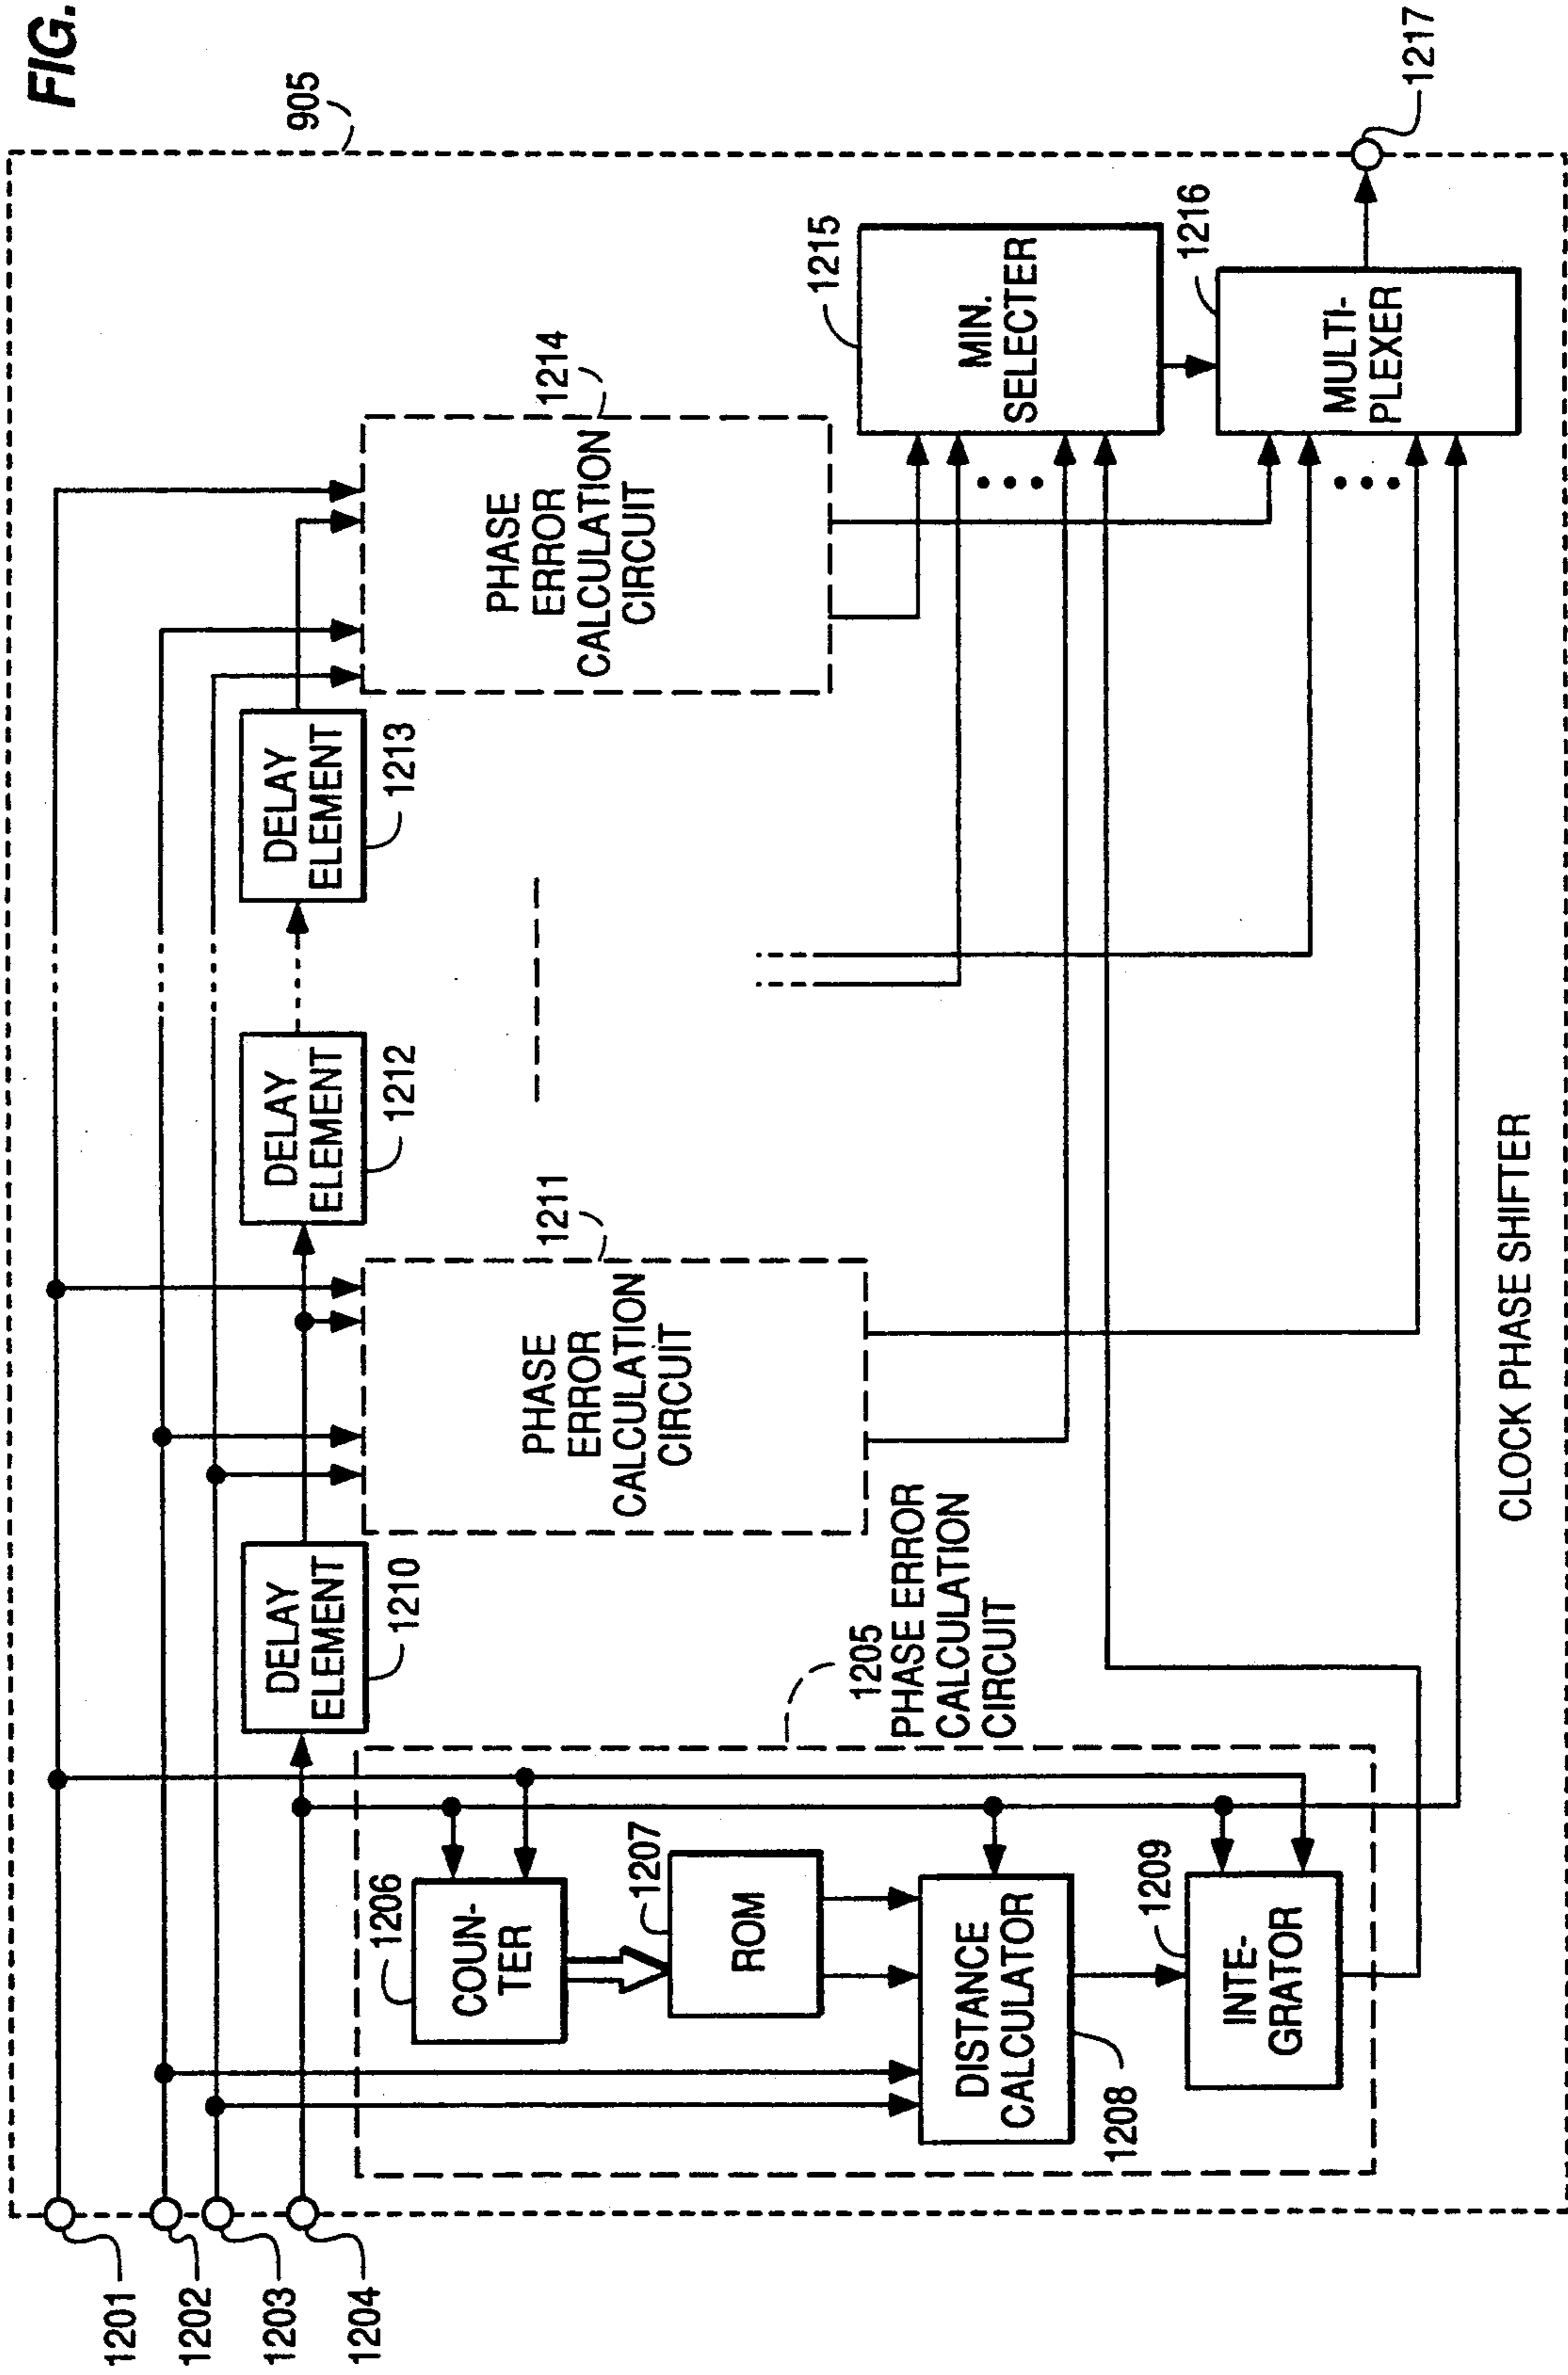 FIG.
905
1201
1202
1203
1204
DELAY
ELEMENT
1210
DELAY
ELEMENT
1212
DELAY
ELEMENT
1213
1205
PHASE ERROR
CALCULATION
CIRCUIT
1206
COUN-
TER
1207
ROM
DISTANCE
CALCULATOR
1208
1209
INTE-
GRATOR
1211
PHASE
ERROR
CALCULATION
CIRCUIT
1214
PHASE
ERROR
CALCULATION
CIRCUIT
1215
MIN.
SELECTER
1216
MULTI-
PLEXER
1217
CLOCK PHASE SHIFTER